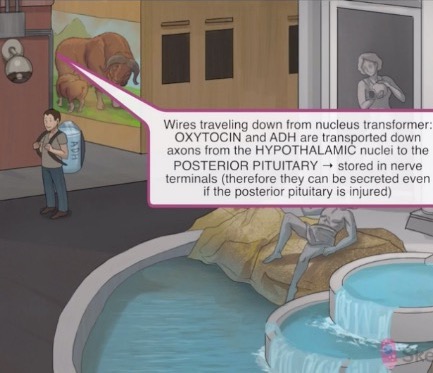 Wires traveling down from nucleus transformer:
OXYTOCIN and ADH are transported down
axons from the HYPOTHALAMIC nuclei to the
POSTERIOR PITUITARY → stored in nerve
terminals (therefore they can be secreted even
if the posterior pituitary is injured)
ADH